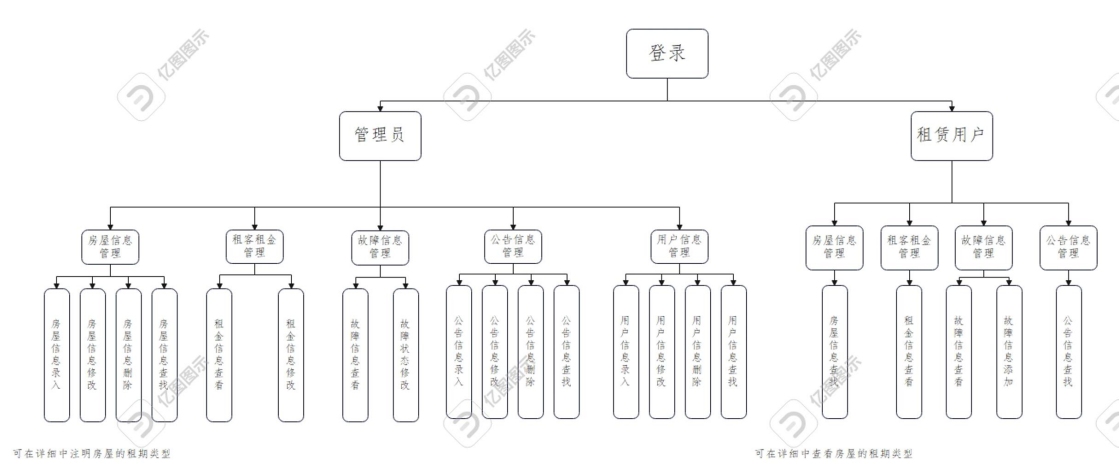 登录
管理员
租赁用户
房屋信息
管理
租客租金
管理
故障信息
管理
公告信息
管理
用户信息
管理
房屋信息
管理
租客租金
管理
故障信息
管理
公告信息
管理
房屋信息录入
房屋信息修改
房屋信息删除
房屋信息查找
租金信息查看
租金信息修改
故障信息查看
故障状态修改
公告信息录入
公告信息修改
公告信息删除
公告信息查找
用户信息录入
用户信息修改
用户信息删除
用户信息查找
房屋信息查找
租金信息查看
故障信息查看
故障信息添加
公告信息查找
可在详细中注明房屋的租期类型
可在详细中查看房屋的租期类型
亿图图示
亿图图示
亿图图示
亿图图示
亿图图示
亿图图示